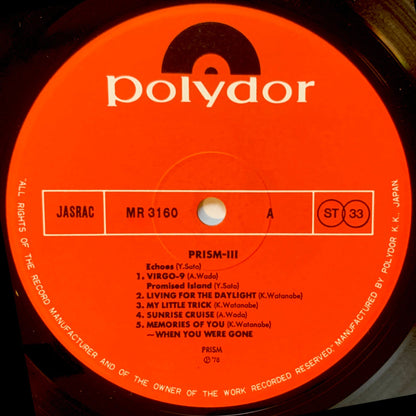 polydor
JASRAC MR 3160 A ST 33
PRISM-III
Echoes (Y.Sato)
1. VIRGO-9 (A.Wada)
Promised Island (Y.Sato)
2. LIVING FOR THE DAYLIGHT (K.Watanabe)
3. MY LITTLE TRICK (K.Watanabe)
4. SUNRISE CRUISE (A.Wada)
5. MEMORIES OF YOU (K.Watanabe)
~WHEN YOU WERE GONE
PRISM
Ⓟ'78
"ALL RIGHTS OF THE RECORD MANUFACTURER AND OF THE OWNER OF THE WORK RECORDED RESERVED" MANUFACTURED BY POLYDOR K.K., JAPAN.